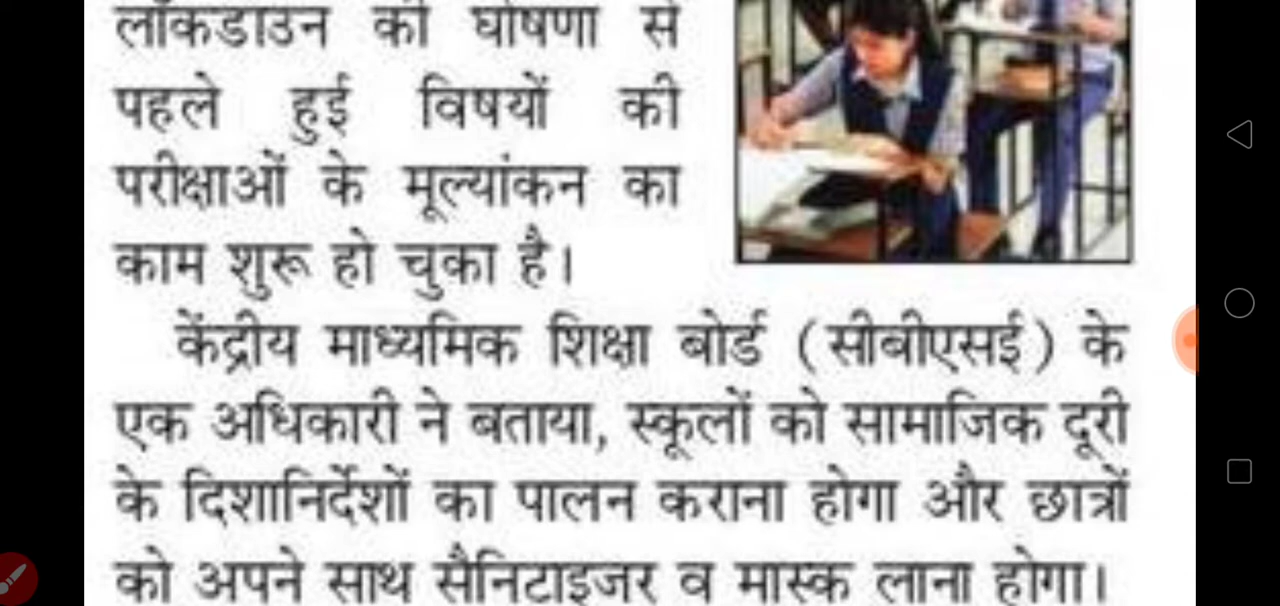 लॉकडाउन की घोषणा से
पहले हुई विषयों की
परीक्षाओं के मूल्यांकन का
काम शुरू हो चुका है।
केंद्रीय माध्यमिक शिक्षा बोर्ड (सीबीएसई) के
एक अधिकारी ने बताया, स्कूलों को सामाजिक दूरी
के दिशानिर्देशों का पालन कराना होगा और छात्रों
को अपने साथ सैनिटाइजर व मास्क लाना होगा।